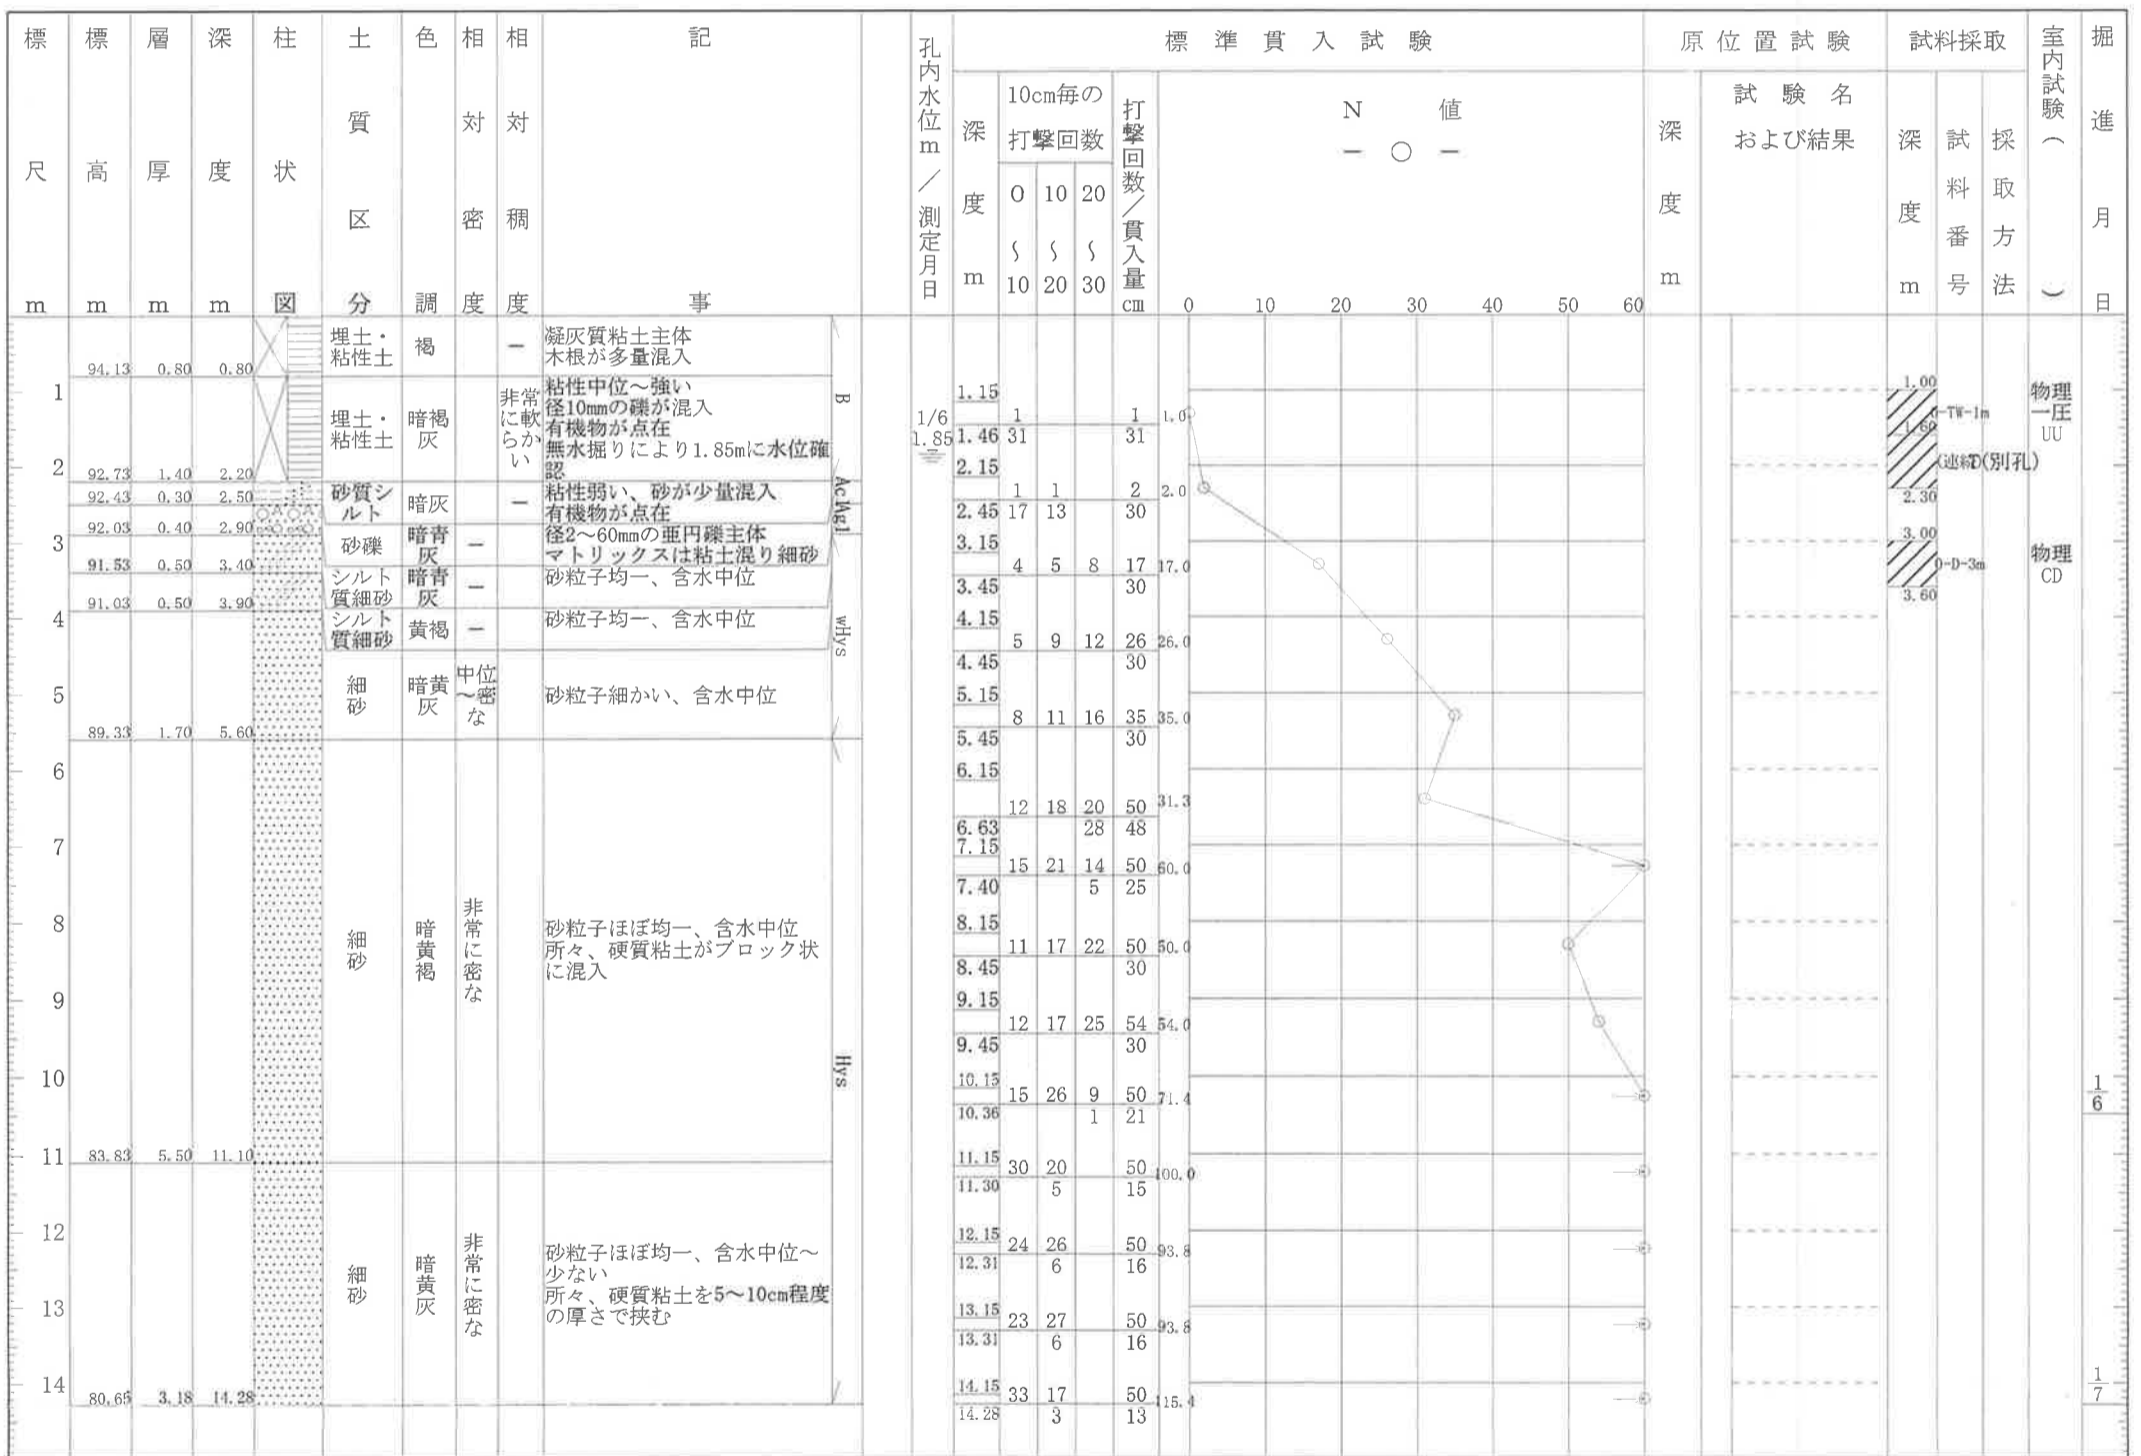 標尺 m
標高 m
層厚 m
深度 m
柱状図
土質区分
色調
相対密度
相対稠度
記事
孔内水位m/測定月日
標準貫入試験
深度 m
10cm毎の
打撃回数
0 10 20
〜 〜 〜
10 20 30
打撃回数/貫入量 cm
N 値
— ○ —
0 10 20 30 40 50 60
原位置試験
深度 m
試験名
および結果
試料採取
深度 m
試料番号
採取方法
室内試験( )
掘進月日
94.13 0.80 0.80
埋土・
粘性土
褐
—
凝灰質粘土主体
木根が多量混入
92.73 1.40 2.20
埋土・
粘性土
暗褐
灰
非常
に軟
らか
い
粘性中位〜強い
径10mmの礫が混入
有機物が点在
無水掘りにより1.85mに水位確
認
92.43 0.30 2.50
砂質シ
ルト
暗灰
—
粘性弱い、砂が少量混入
有機物が点在
92.03 0.40 2.90
砂礫
暗青
灰
—
径2〜60mmの亜円礫主体
マトリックスは粘土混り細砂
91.53 0.50 3.40
シルト
質細砂
暗青
灰
—
砂粒子均一、含水中位
91.03 0.50 3.90
シルト
質細砂
黄褐
—
砂粒子均一、含水中位
89.33 1.70 5.60
細
砂
暗黄
灰
中位
〜密
な
砂粒子細かい、含水中位
83.83 5.50 11.10
細
砂
暗
黄
褐
非
常
に
密
な
砂粒子ほぼ均一、含水中位
所々、硬質粘土がブロック状
に混入
80.65 3.18 14.28
細
砂
暗
黄
灰
非
常
に
密
な
砂粒子ほぼ均一、含水中位〜
少ない
所々、硬質粘土を5〜10cm程度
の厚さで挟む
1
2
3
4
5
6
7
8
9
10
11
12
13
14
B
Ac1
Ag1
wHys
Hys
1/6
1.85
1.15
1 1 1.0
1.46 31 31
2.15
1 1 2 2.0
2.45 17 13 30
3.15
4 5 8 17 17.0
3.45 30
4.15
5 9 12 26 26.0
4.45 30
5.15
8 11 16 35 35.0
5.45 30
6.15
12 18 20 50 31.3
6.63 28 48
7.15
15 21 14 50 60.0
7.40 5 25
8.15
11 17 22 50 50.0
8.45 30
9.15
12 17 25 54 54.0
9.45 30
10.15
15 26 9 50 71.4
10.36 1 21
11.15
30 20 50 100.0
11.30 5 15
12.15
24 26 50 93.8
12.31 6 16
13.15
23 27 50 93.8
13.31 6 16
14.15
33 17 50 115.4
14.28 3 13
1.00
-TW-1m
1.60
(別孔)
2.30
3.00
D-3m
3.60
物理
一圧
UU
物理
CD
1
6
1
7